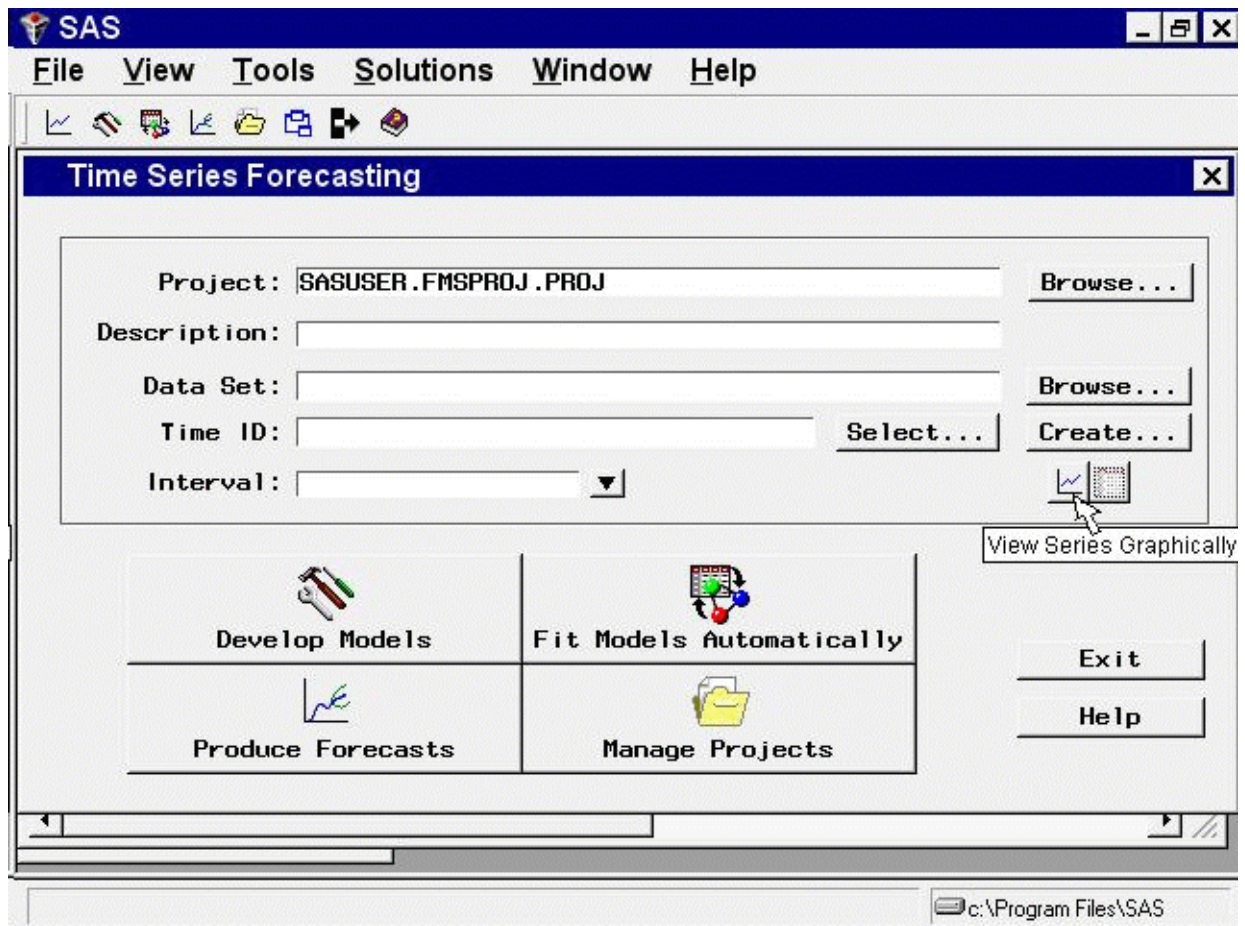 SAS
File View Tools Solutions Window Help
Time Series Forecasting
Project: SASUSER.FMSPROJ.PROJ Browse...
Description:
Data Set: Browse...
Time ID: Select... Create...
Interval:
View Series Graphically
Develop Models Fit Models Automatically
Exit
Produce Forecasts Manage Projects
Help
c:\Program Files\SAS